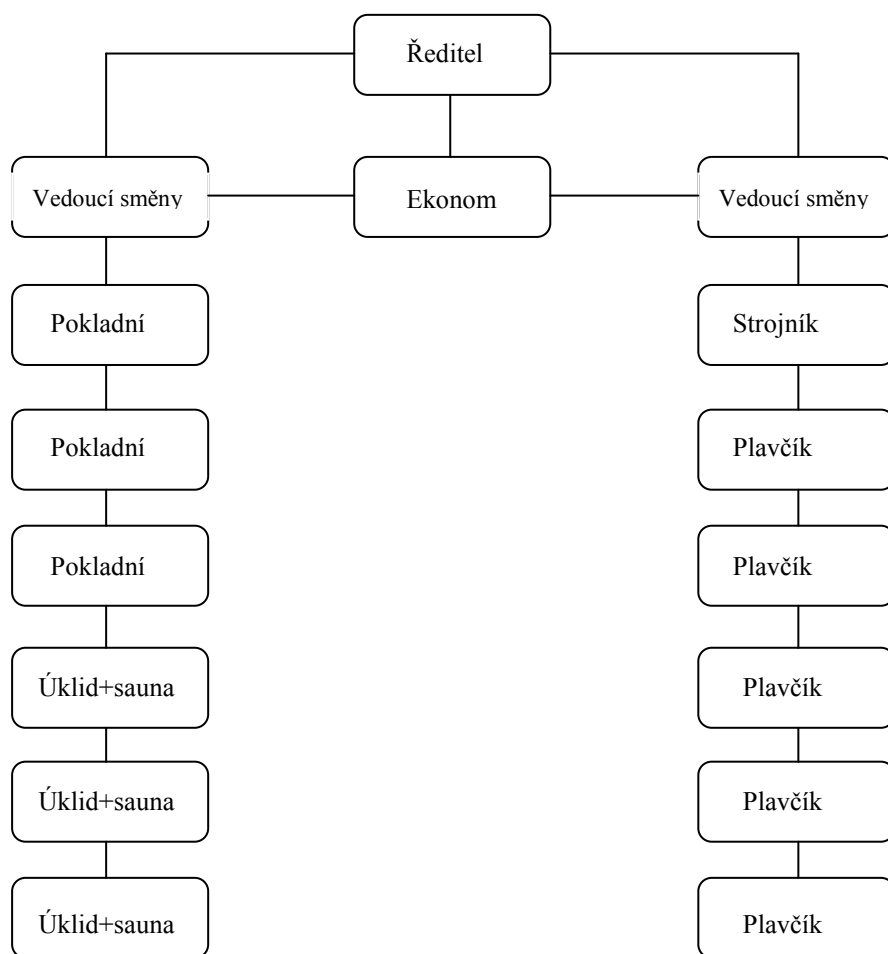 Ředitel
Vedoucí směny
Ekonom
Vedoucí směny
Pokladní
Strojník
Pokladní
Plavčík
Pokladní
Plavčík
Úklid+sauna
Plavčík
Úklid+sauna
Plavčík
Úklid+sauna
Plavčík